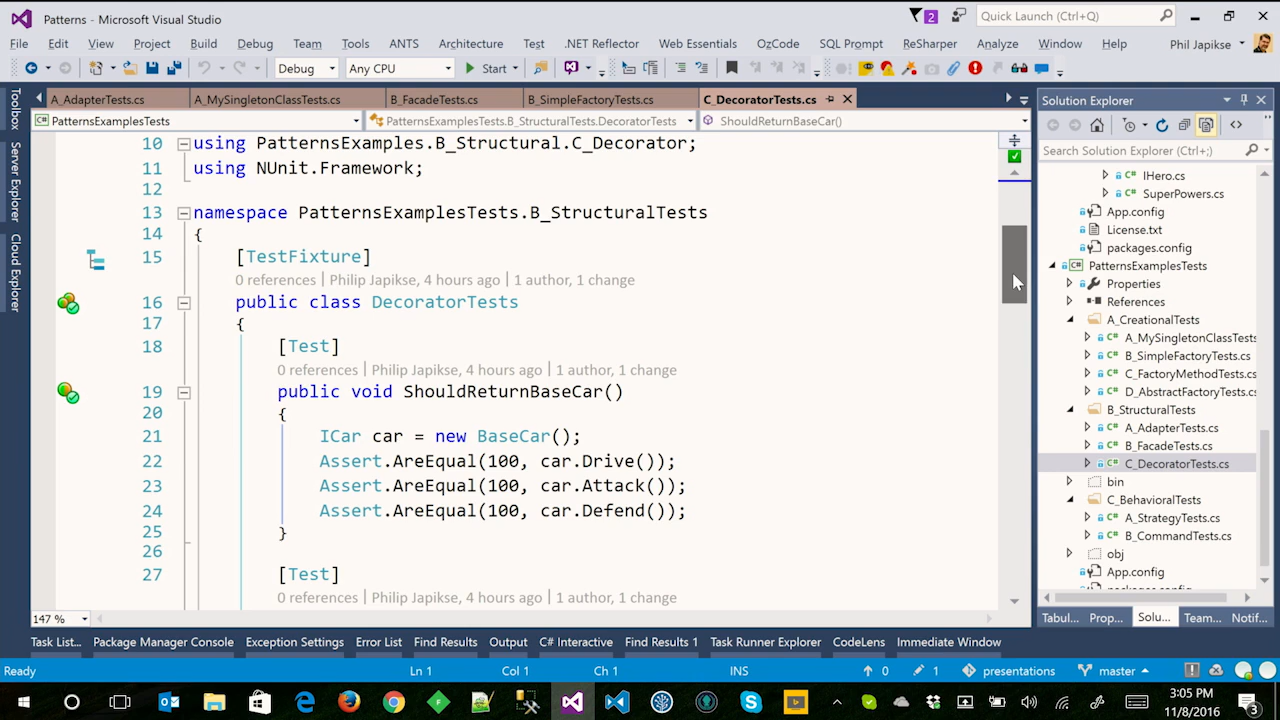 Patterns - Microsoft Visual Studio
2
Quick Launch (Ctrl+Q)
File Edit View Project Build Debug Team Tools ANTS Architecture Test .NET Reflector Web Essentials OzCode SQL Prompt ReSharper Analyze Window Help Phil Japikse
Debug Any CPU Start
A_AdapterTests.cs A_MySingletonClassTests.cs B_FacadeTests.cs B_SimpleFactoryTests.cs C_DecoratorTests.cs
PatternsExamplesTests PatternsExamplesTests.B_StructuralTests.DecoratorTests ShouldReturnBaseCar()
Toolbox
Server Explorer
Cloud Explorer
10 using PatternsExamples.B_Structural.C_Decorator;
11 using NUnit.Framework;
12
13 namespace PatternsExamplesTests.B_StructuralTests
14 {
15 [TestFixture]
0 references | Philip Japikse, 4 hours ago | 1 author, 1 change
16 public class DecoratorTests
17 {
18 [Test]
0 references | Philip Japikse, 4 hours ago | 1 author, 1 change
19 public void ShouldReturnBaseCar()
20 {
21 ICar car = new BaseCar();
22 Assert.AreEqual(100, car.Drive());
23 Assert.AreEqual(100, car.Attack());
24 Assert.AreEqual(100, car.Defend());
25 }
26
27 [Test]
0 references | Philip Japikse, 4 hours ago | 1 author, 1 change
147 %
Solution Explorer
Search Solution Explorer (Ctrl+;)
C# IHero.cs
C# SuperPowers.cs
App.config
License.txt
packages.config
C# PatternsExamplesTests
Properties
References
A_CreationalTests
C# A_MySingletonClassTests
C# B_SimpleFactoryTests.cs
C# C_FactoryMethodTests.c
C# D_AbstractFactoryTests.
B_StructuralTests
C# A_AdapterTests.cs
C# B_FacadeTests.cs
C# C_DecoratorTests.cs
bin
C_BehavioralTests
C# A_StrategyTests.cs
C# B_CommandTests.cs
obj
App.config
Tabul... Prop... Solu... Team... Notif...
Task List... Package Manager Console Exception Settings Error List Find Results Output C# Interactive Find Results 1 Task Runner Explorer CodeLens Immediate Window
Ready Ln 1 Col 1 Ch 1 INS 0 1 presentations master
3:05 PM
11/8/2016
3